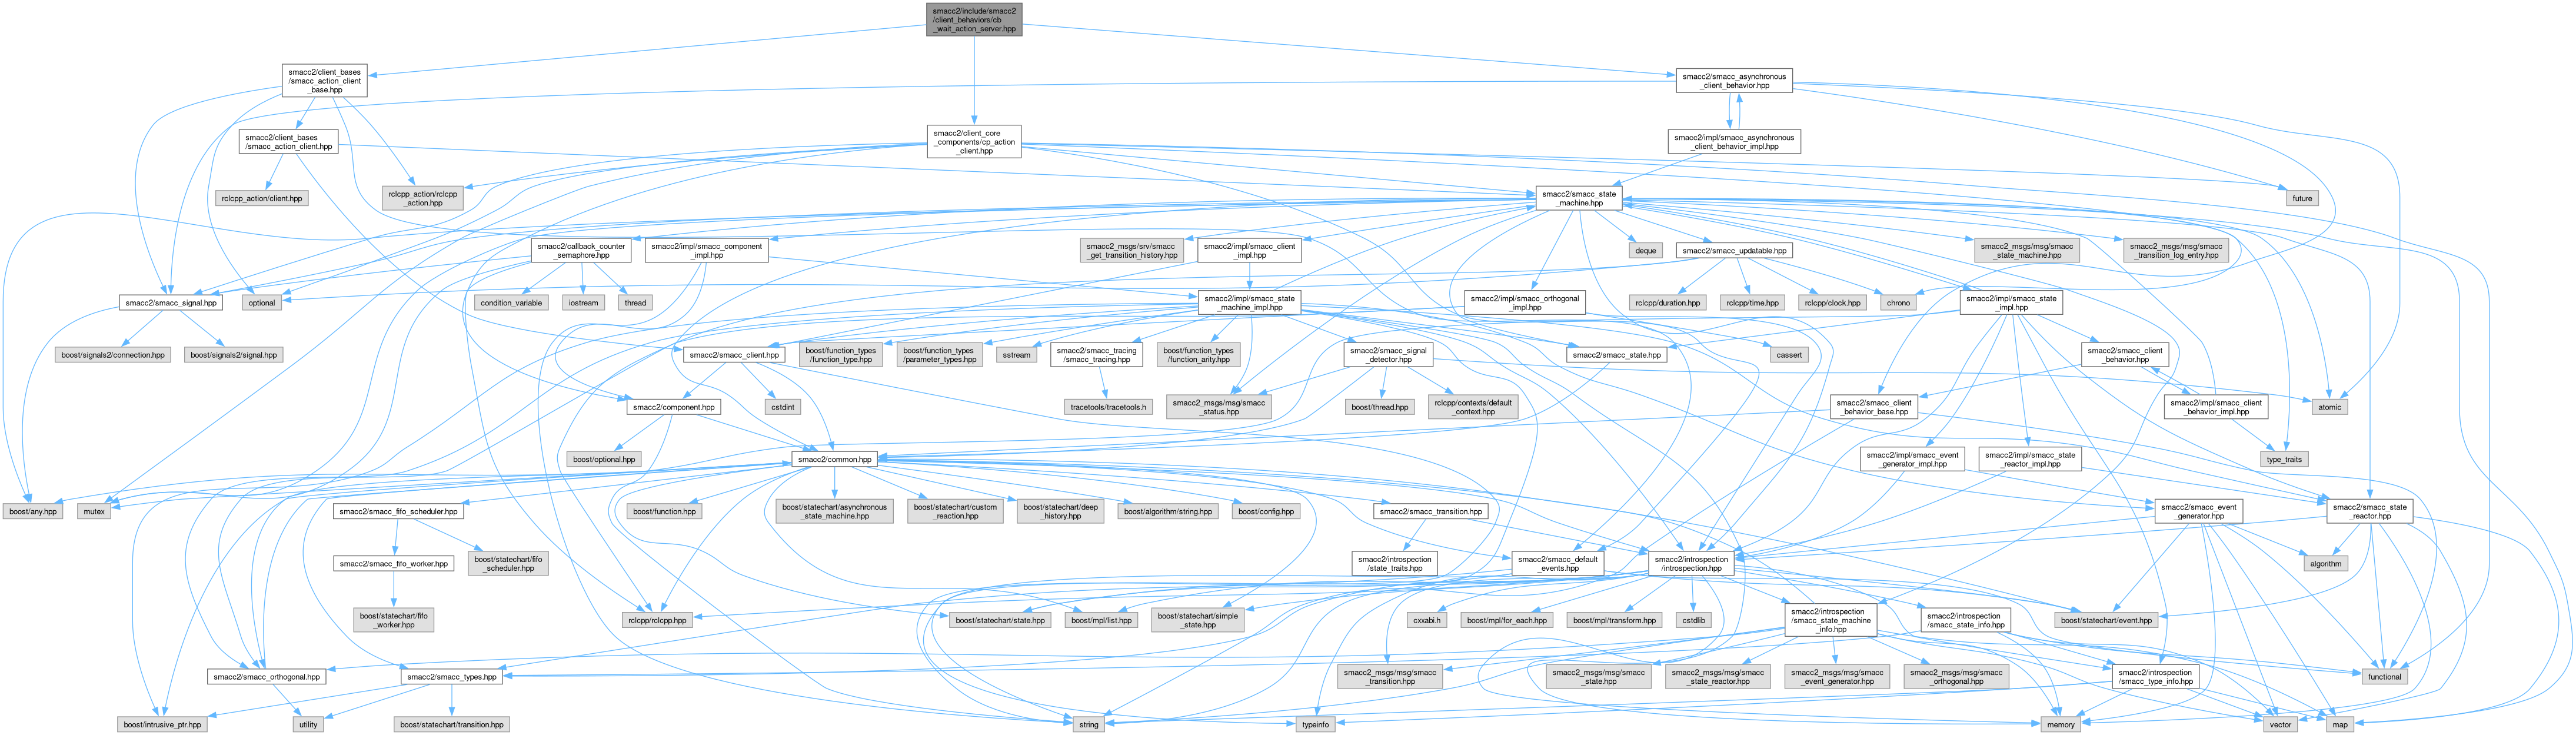 smacc2/include/smacc2
/client_behaviors/cb
_wait_action_server.hpp
smacc2/client_bases
/smacc_action_client
_base.hpp
smacc2/smacc_asynchronous
_client_behavior.hpp
smacc2/client_bases
/smacc_action_client.hpp
smacc2/client_core
_components/cp_action
_client.hpp
smacc2/impl/smacc_asynchronous
_client_behavior_impl.hpp
rclcpp_action/client.hpp
rclcpp_action/rclcpp
_action.hpp
smacc2/smacc_state
_machine.hpp
future
smacc2/callback_counter
_semaphore.hpp
smacc2/impl/smacc_component
_impl.hpp
smacc2_msgs/srv/smacc
_get_transition_history.hpp
smacc2/impl/smacc_client
_impl.hpp
deque
smacc2/smacc_updatable.hpp
smacc2_msgs/msg/smacc
_state_machine.hpp
smacc2_msgs/msg/smacc
_transition_log_entry.hpp
smacc2/smacc_signal.hpp
optional
condition_variable
iostream
thread
smacc2/impl/smacc_state
_machine_impl.hpp
smacc2/impl/smacc_orthogonal
_impl.hpp
rclcpp/duration.hpp
rclcpp/time.hpp
rclcpp/clock.hpp
chrono
smacc2/impl/smacc_state
_impl.hpp
boost/signals2/connection.hpp
boost/signals2/signal.hpp
smacc2/smacc_client.hpp
boost/function_types
/function_type.hpp
boost/function_types
/parameter_types.hpp
sstream
smacc2/smacc_tracing
/smacc_tracing.hpp
boost/function_types
/function_arity.hpp
smacc2/smacc_signal
_detector.hpp
smacc2/smacc_state.hpp
cassert
smacc2/smacc_client
_behavior.hpp
smacc2/component.hpp
cstdint
tracetools/tracetools.h
smacc2_msgs/msg/smacc
_status.hpp
boost/thread.hpp
rclcpp/contexts/default
_context.hpp
smacc2/smacc_client
_behavior_base.hpp
smacc2/impl/smacc_client
_behavior_impl.hpp
atomic
boost/optional.hpp
smacc2/common.hpp
smacc2/impl/smacc_event
_generator_impl.hpp
smacc2/impl/smacc_state
_reactor_impl.hpp
type_traits
boost/any.hpp
mutex
smacc2/smacc_fifo_scheduler.hpp
boost/function.hpp
boost/statechart/asynchronous
_state_machine.hpp
boost/statechart/custom
_reaction.hpp
boost/statechart/deep
_history.hpp
boost/algorithm/string.hpp
boost/config.hpp
smacc2/smacc_transition.hpp
smacc2/smacc_event
_generator.hpp
smacc2/smacc_state
_reactor.hpp
smacc2/smacc_fifo_worker.hpp
boost/statechart/fifo
_scheduler.hpp
smacc2/introspection
/state_traits.hpp
smacc2/smacc_default
_events.hpp
smacc2/introspection
/introspection.hpp
algorithm
boost/statechart/fifo
_worker.hpp
rclcpp/rclcpp.hpp
boost/statechart/state.hpp
boost/mpl/list.hpp
boost/statechart/simple
_state.hpp
cxxabi.h
boost/mpl/for_each.hpp
boost/mpl/transform.hpp
cstdlib
smacc2/introspection
/smacc_state_machine
_info.hpp
smacc2/introspection
/smacc_state_info.hpp
boost/statechart/event.hpp
smacc2/smacc_orthogonal.hpp
smacc2/smacc_types.hpp
smacc2_msgs/msg/smacc
_transition.hpp
smacc2_msgs/msg/smacc
_state.hpp
smacc2_msgs/msg/smacc
_state_reactor.hpp
smacc2_msgs/msg/smacc
_event_generator.hpp
smacc2_msgs/msg/smacc
_orthogonal.hpp
smacc2/introspection
/smacc_type_info.hpp
functional
boost/intrusive_ptr.hpp
utility
boost/statechart/transition.hpp
string
typeinfo
memory
vector
map